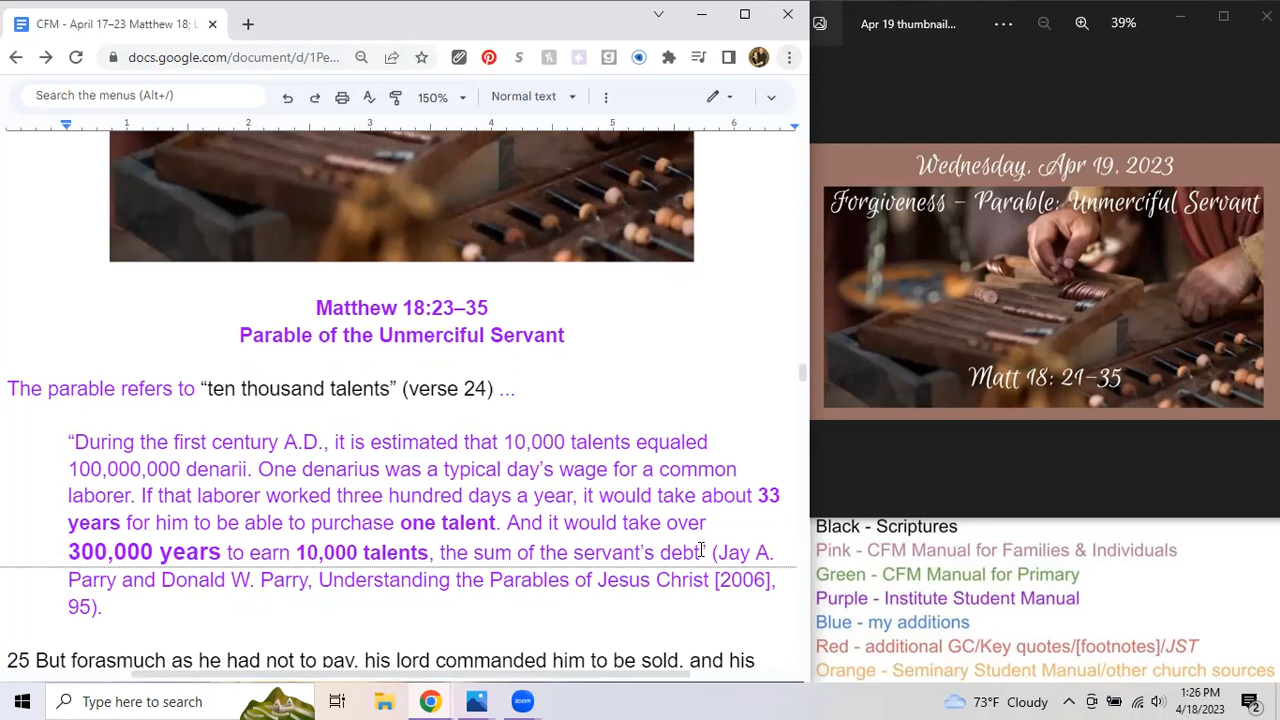 CFM - April 17–23 Matthew 18; L
docs.google.com/document/d/1Pe...
Search the menus (Alt+/)
150%
Normal text
1 2 3 4 5 6
Matthew 18:23–35
Parable of the Unmerciful Servant
The parable refers to “ten thousand talents” (verse 24) ...
“During the first century A.D., it is estimated that 10,000 talents equaled
100,000,000 denarii. One denarius was a typical day’s wage for a common
laborer. If that laborer worked three hundred days a year, it would take about 33
years for him to be able to purchase one talent. And it would take over
300,000 years to earn 10,000 talents, the sum of the servant’s debt” (Jay A.
Parry and Donald W. Parry, Understanding the Parables of Jesus Christ [2006],
95).
25 But forasmuch as he had not to pay, his lord commanded him to be sold, and his
Apr 19 thumbnail...
39%
Wednesday, Apr 19, 2023
Forgiveness - Parable: Unmerciful Servant
Matt 18: 21-35
Black - Scriptures
Pink - CFM Manual for Families & Individuals
Green - CFM Manual for Primary
Purple - Institute Student Manual
Blue - my additions
Red - additional GC/Key quotes/[footnotes]/JST
Orange - Seminary Student Manual/other church sources
Type here to search
zoom
73°F Cloudy
1:26 PM
4/18/2023
2